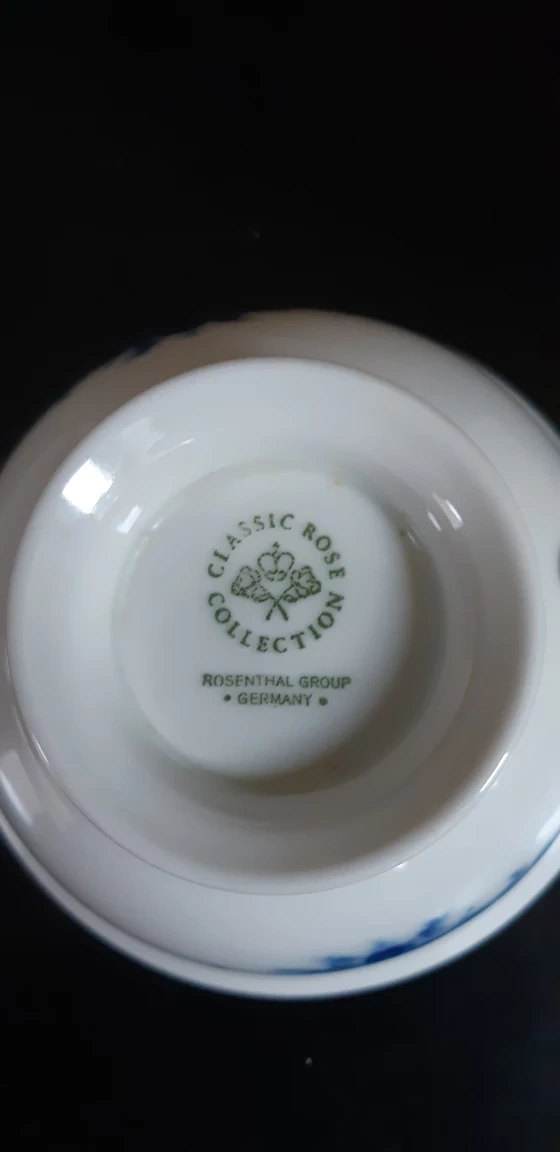 CLASSIC ROSE
COLLECTION
ROSENTHAL GROUP
• GERMANY •